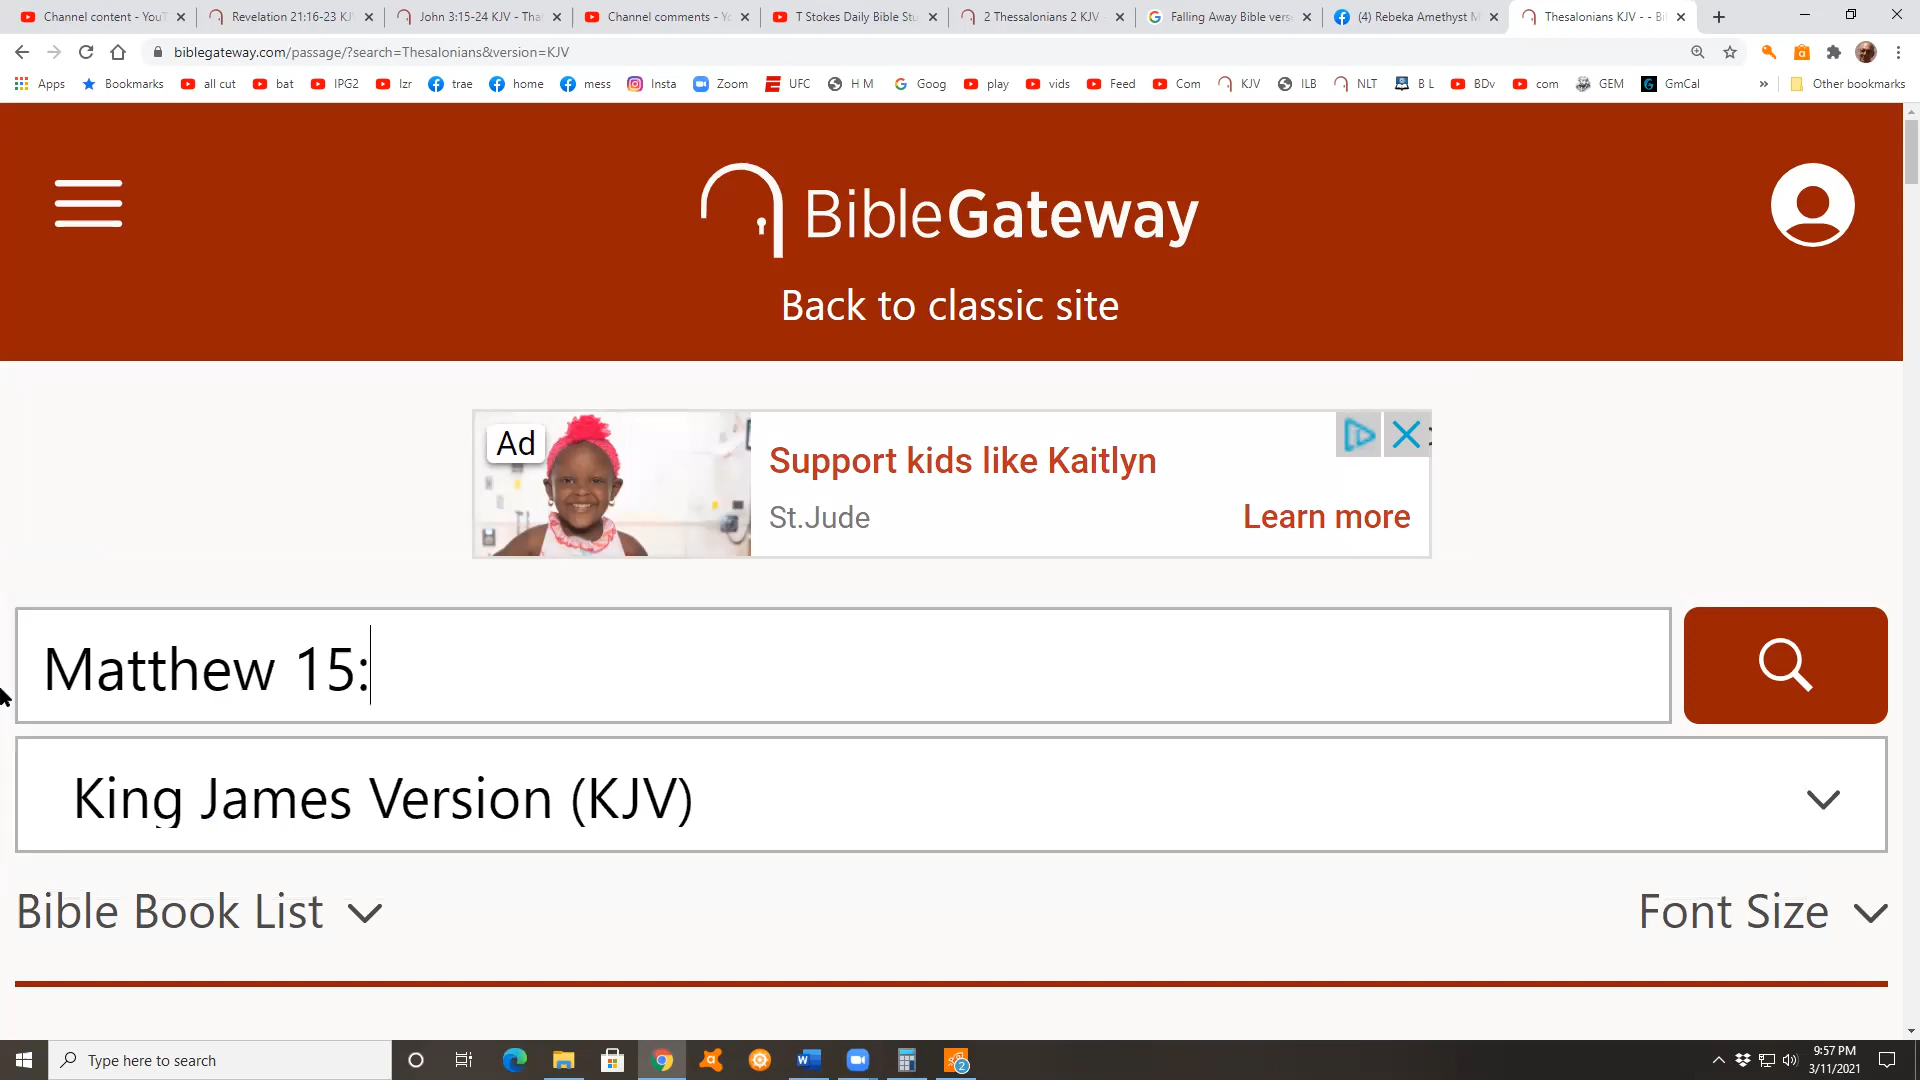 Channel content - YouT
Revelation 21:16-23 KJ
John 3:15-24 KJV - Tha
Channel comments - Yo
T Stokes Daily Bible Stu
2 Thessalonians 2 KJV
Falling Away Bible verse
(4) Rebeka Amethyst M
Thesalonians KJV - - Bi
biblegateway.com/passage/?search=Thesalonians&version=KJV
Apps Bookmarks all cut bat IPG2 lzr trae home mess Insta Zoom UFC H M Goog play vids Feed Com KJV ILB NLT B L BDv com GEM GmCal » Other bookmarks
BibleGateway
Back to classic site
Ad
Support kids like Kaitlyn
St.Jude
Learn more
Matthew 15:
King James Version (KJV)
Bible Book List
Font Size
Type here to search
2
9:57 PM
3/11/2021